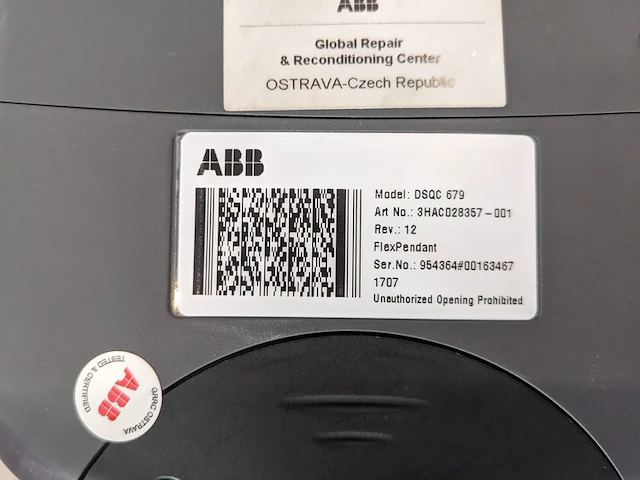 ABB
Global Repair
& Reconditioning Center
OSTRAVA-Czech Republic
ABB
Model: DSQC 679
Art No.: 3HAC028357-001
Rev.: 12
FlexPendant
Ser.No.: 954364#00163467
1707
Unauthorized Opening Prohibited
TESTED & CERTIFIED
ABB
GRRC OSTRAVA